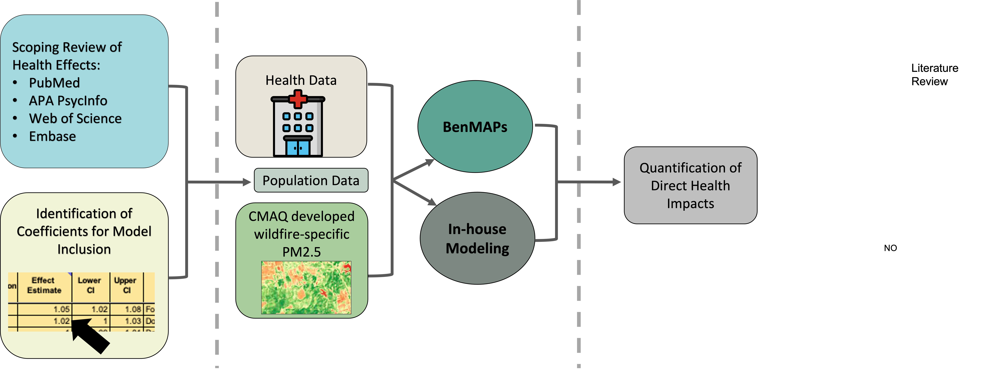 Scoping Review of
Health Effects:
• PubMed
• APA PsycInfo
• Web of Science
• Embase
Identification of
Coefficients for Model
Inclusion
on Effect Estimate Lower CI Upper CI
1.05 1.02 1.08 Fo
1.02 1 1.03 Do
Health Data
Population Data
CMAQ developed
wildfire-specific
PM2.5
BenMAPs
In-house
Modeling
Quantification of
Direct Health
Impacts
Literature
Review
NO